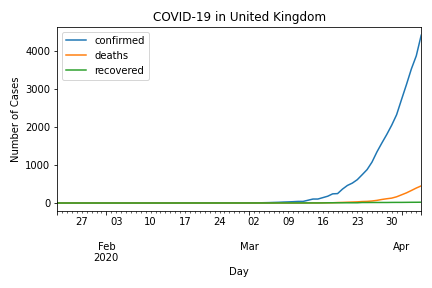 COVID-19 in United Kingdom
confirmed
deaths
recovered
Number of Cases
4000
3000
2000
1000
0
27 03 10 17 24 02 09 16 23 30
Feb Mar Apr
2020
Day